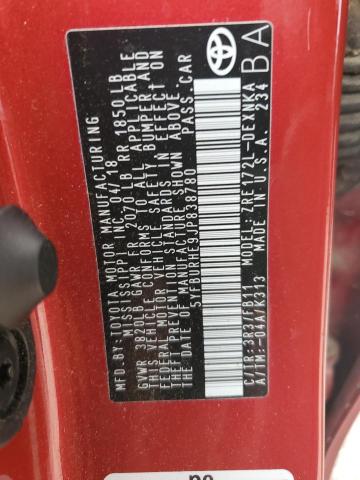 MFD. BY: TOYOTA MOTOR MANUFACTURING
MISSISSIPPI INC. 04/18
GVWR 3820LB GAWR FR 2070 LB RR 1850 LB
THIS VEHICLE CONFORMS TO ALL APPLICABLE
FEDERAL MOTOR VEHICLE SAFETY, BUMPER, AND
THEFT PREVENTION STANDARDS IN EFFECT ON
THE DATE OF MANUFACTURE SHOWN ABOVE.
5YFBURHE9JP838780 PASS.CAR
C/TR: 3R3/FB11 MODEL: ZRE172L-DEXNKA
A/TM: -04A/K313 MADE IN U.S.A. 234
BA